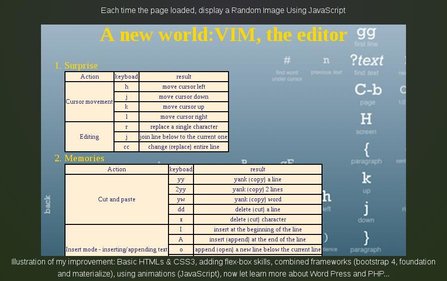 Each time the page loaded, display a Random Image Using JavaScript
A new world:VIM, the editor
1. Surprise
Action keyboad result
Cursor movement
h move cursor left
j move cursor down
k move cursor up
l move cursor right
Editing
r replace a single character
j join line below to the current one
cc change (replace) entire line
2. Memories
Action keyboad result
Cut and paste
yy yank (copy) a line
2yy yank (copy) 2 lines
yw yank (copy) word
dd delete (cut) a line
x delete (cut) character
Insert mode - inserting/appending text
I insert at the beginning of the line
A insert (append) at the end of the line
o append (open) a new line below the current line
gg
first line
# n ?text
find word under cursor
previous text
find text
C-b
page
H
screen
{
paragraph
k
up
j
down
}
paragraph
back
Illustration of my improvement: Basic HTMLs & CSS3, adding flex-box skills, combined frameworks (bootstrap 4, foundation
and materialize), using animations (JavaScript), now let learn more about Word Press and PHP...